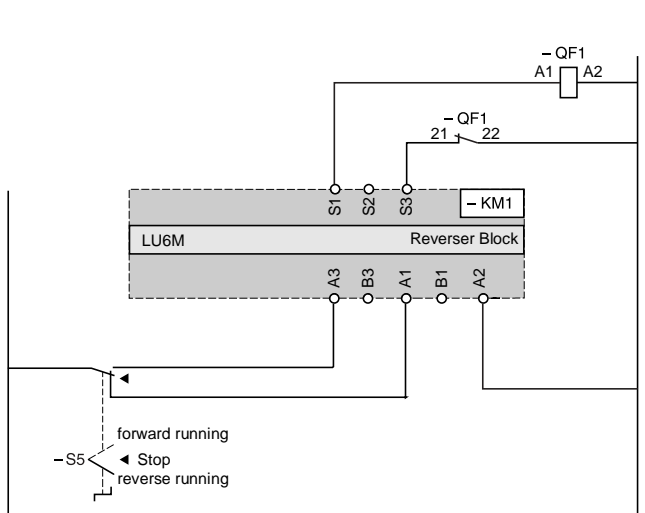 – QF1
A1 A2
– QF1
21 22
S1 S2 S3
– KM1
LU6M Reverser Block
A3 B3 A1 B1 A2
forward running
– S5 Stop
reverse running